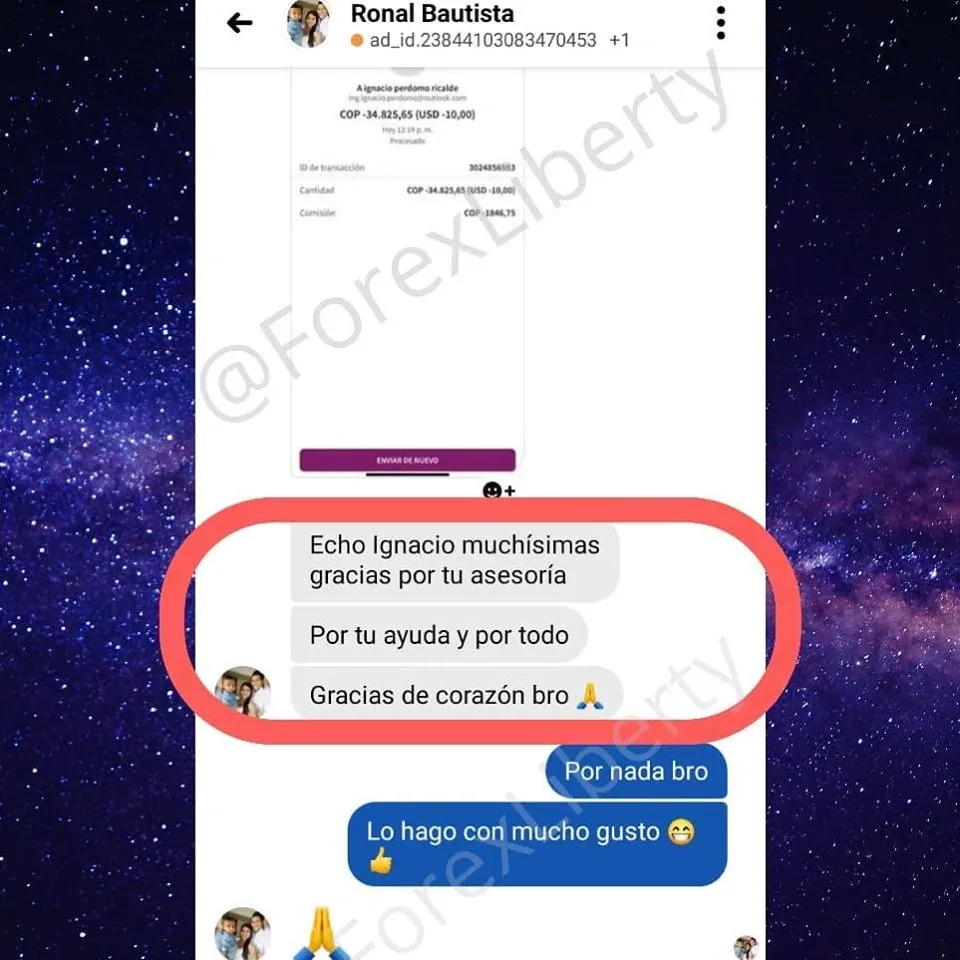 Ronal Bautista
ad_id.23844103083470453 +1
A ignacio perdomo ricalde
ing.ignacio.perdomo@outlook.com
COP -34.825,65 (USD -10,00)
Hoy 12:19 p. m.
Procesado
ID de transacción 3024856983
Cantidad COP -34.825,65 (USD -10,00)
Comisión COP -1846,75
@ForexLiberty
ENVIAR DE NUEVO
Echo Ignacio muchísimas
gracias por tu asesoría
Por tu ayuda y por todo
Gracias de corazón bro 🙏
Por nada bro
Lo hago con mucho gusto 😁
👍
ForexLiberty
🙏